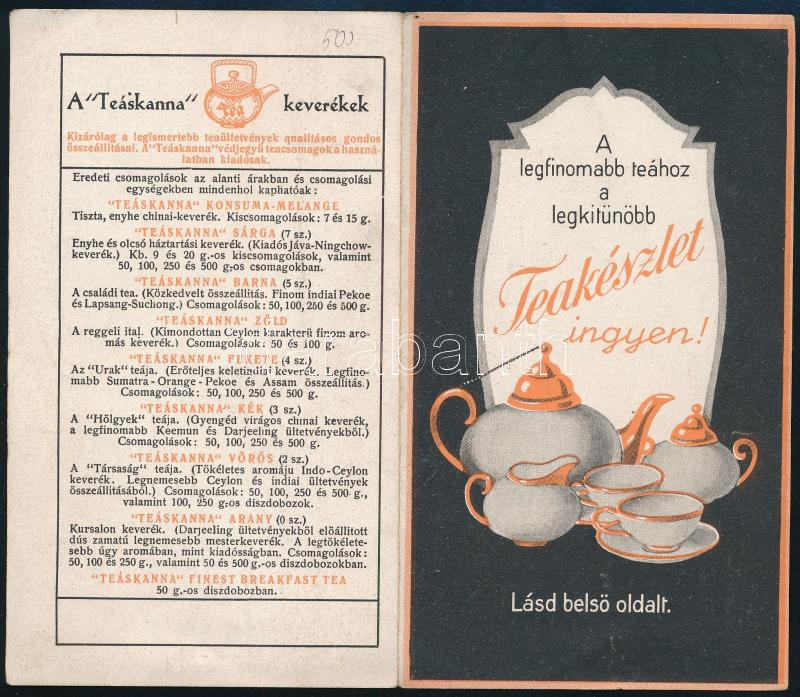 500
A "Teáskanna" keverékek
tea
Kizárólag a legismertebb teaültetvények qualitásos gondos
összeállításai. A "Teáskanna" védjegyű teacsomagok a haszná-
latban kiadósak.
Eredeti csomagolások az alanti árakban és csomagolási
egységekben mindenhol kaphatóak :
"TEÁSKANNA" KONSUMA-MELANGE
Tiszta, enyhe chinai-keverék. Kiscsomagolások : 7 és 15 g.
"TEÁSKANNA" SÁRGA (7 sz.)
Enyhe és olcsó háztartási keverék. (Kiadós Jáva-Ningchow-
keverék.) Kb. 9 és 20 g.-os kiscsomagolások, valamint
50, 100, 250 és 500 g.-os csomagokban.
"TEÁSKANNA" BARNA (5 sz.)
A családi tea. (Közkedvelt összeállítás. Finom indiai Pekoe
és Lapsang-Suchong.) Csomagolások : 50, 100, 250 és 500 g.
"TEÁSKANNA" ZÖLD
A reggeli ital. (Kimondottan Ceylon karakterü finom aro-
más keverék.) Csomagolások : 50 és 100 g.
"TEÁSKANNA" FEKETE (4 sz.)
Az "Urak" teája. (Erőteljes keletindiai keverék. Legfino-
mabb Sumatra-Orange-Pekoe és Assam összeállítás.)
Csomagolások : 50, 100, 250 és 500 g.
"TEÁSKANNA" KÉK (3 sz.)
A "Hölgyek" teája. (Gyengéd virágos chinai keverék,
a legfinomabb Keemun és Darjeeling ültetvényekből.)
Csomagolások : 50, 100, 250 és 500 g.
"TEÁSKANNA" VÖRÖS (2 sz.)
A "Társaság" teája. (Tökéletes aromáju Indo-Ceylon
keverék. Legnemesebb Ceylon és indiai ültetvények
összeállításából.) Csomagolások : 50, 100, 250 és 500 g.,
valamint 100, 250 g.-os diszdobozok.
"TEÁSKANNA" ARANY (0 sz.)
Kursalon keverék. (Darjeeling ültetvényekből előállított
dús zamatú legnemesebb mesterkeverék. A legtökélete-
sebb úgy aromában, mint kiadósságban. Csomagolások :
50, 100 és 250 g., valamint 50 és 500 g.-os diszdobozokban.
"TEÁSKANNA" FINEST BREAKFAST TEA
50 g.-os diszdobozban.
A
legfinomabb teához
a
legkitünöbb
Teakészlet
ingyen!
Lásd belsö oldalt.
darabanth